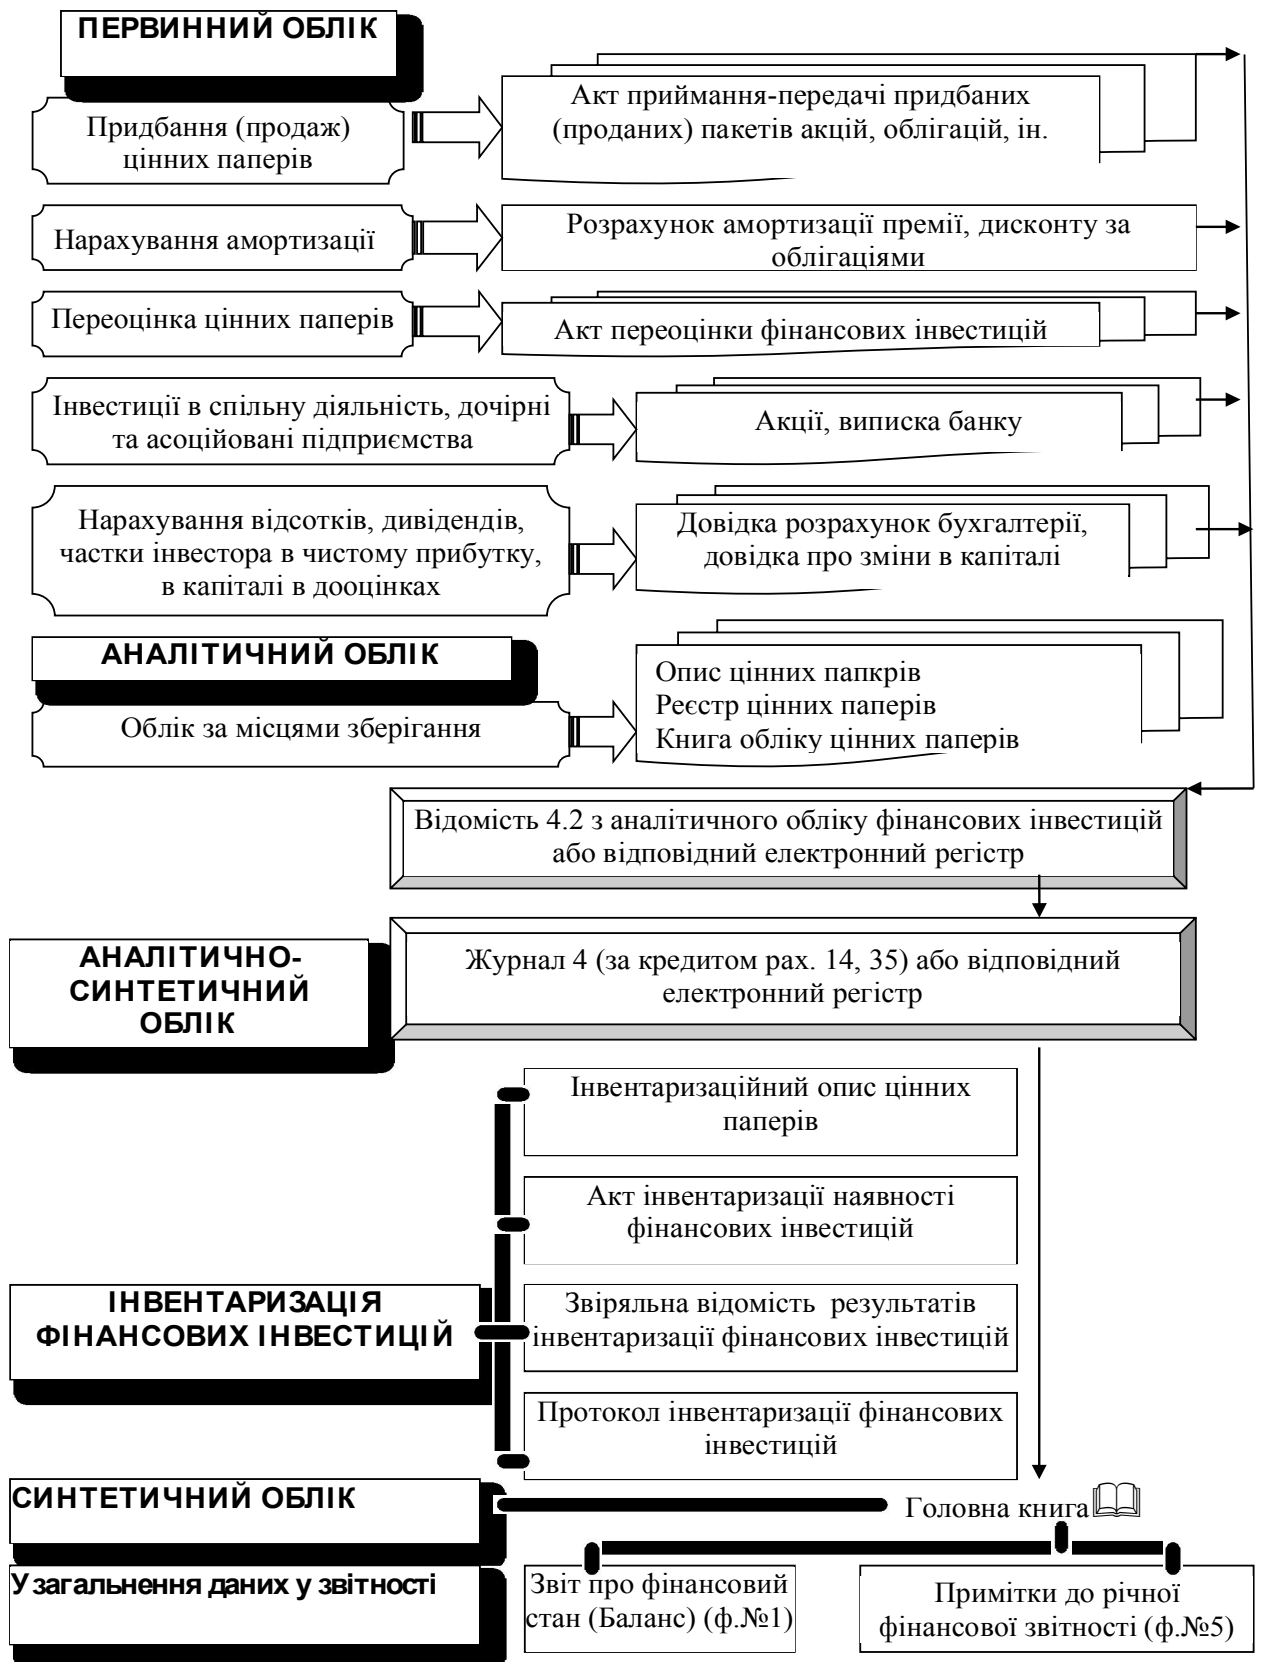 ПЕРВИННИЙ ОБЛІК
Придбання (продаж)
цінних паперів
Акт приймання-передачі придбаних
(проданих) пакетів акцій, облігацій, ін.
Нарахування амортизації
Розрахунок амортизації премії, дисконту за
облігаціями
Переоцінка цінних паперів
Акт переоцінки фінансових інвестицій
Інвестиції в спільну діяльність, дочірні
та асоційовані підприємства
Акції, виписка банку
Нарахування відсотків, дивідендів,
частки інвестора в чистому прибутку,
в капіталі в дооцінках
Довідка розрахунок бухгалтерії,
довідка про зміни в капіталі
АНАЛІТИЧНИЙ ОБЛІК
Облік за місцями зберігання
Опис цінних папкрів
Реєстр цінних паперів
Книга обліку цінних паперів
Відомість 4.2 з аналітичного обліку фінансових інвестицій
або відповідний електронний регістр
АНАЛІТИЧНО-
СИНТЕТИЧНИЙ
ОБЛІК
Журнал 4 (за кредитом рах. 14, 35) або відповідний
електронний регістр
Інвентаризаційний опис цінних
паперів
Акт інвентаризації наявності
фінансових інвестицій
ІНВЕНТАРИЗАЦІЯ
ФІНАНСОВИХ ІНВЕСТИЦІЙ
Звіряльна відомість результатів
інвентаризації фінансових інвестицій
Протокол інвентаризації фінансових
інвестицій
СИНТЕТИЧНИЙ ОБЛІК
Головна книга
Узагальнення даних у звітності
Звіт про фінансовий
стан (Баланс) (ф.№1)
Примітки до річної
фінансової звітності (ф.№5)